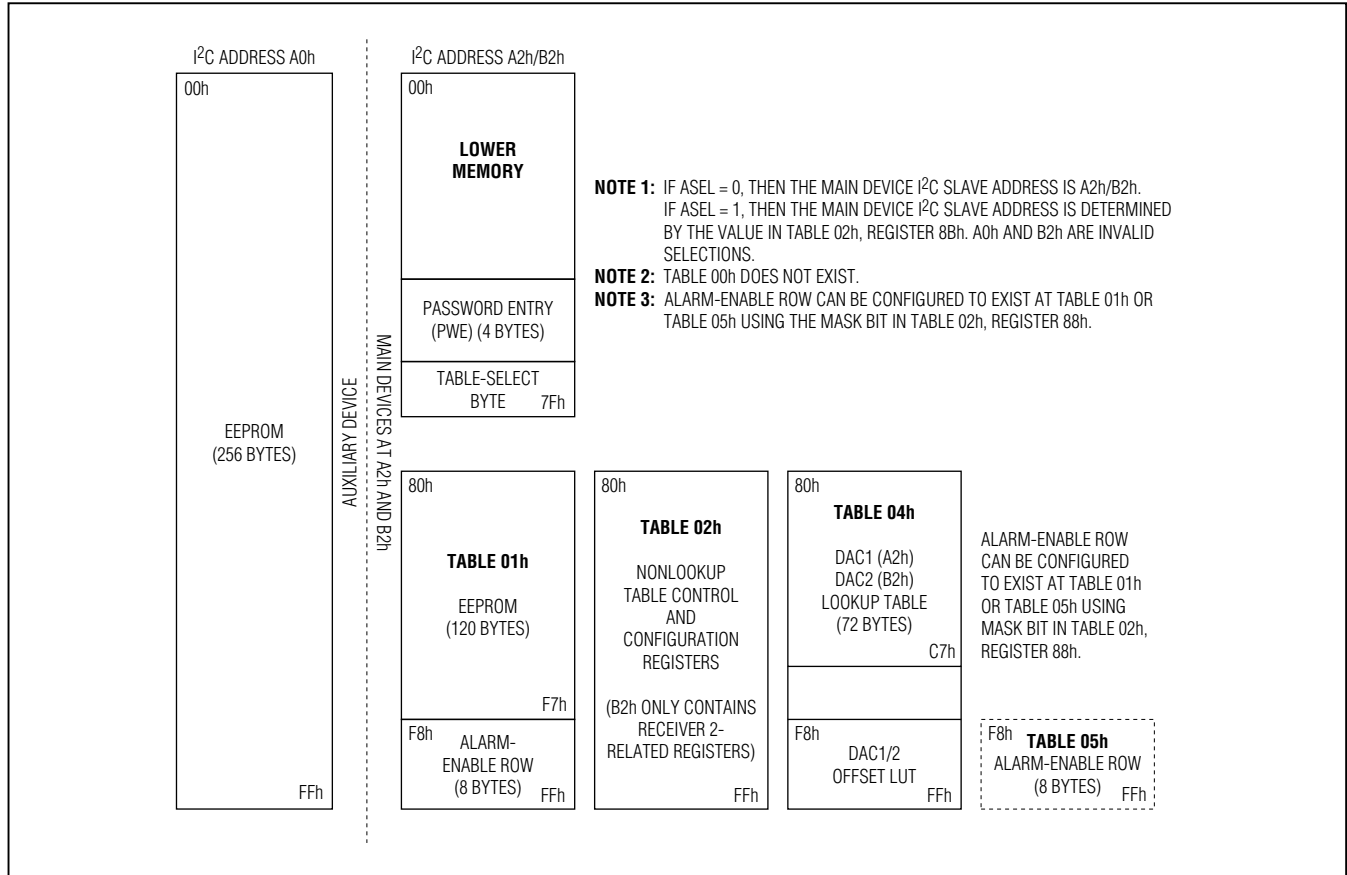 I2C ADDRESS A0h
00h
EEPROM
(256 BYTES)
FFh
AUXILIARY DEVICE
MAIN DEVICES AT A2h AND B2h
I2C ADDRESS A2h/B2h
00h
LOWER
MEMORY
PASSWORD ENTRY
(PWE) (4 BYTES)
TABLE-SELECT
BYTE 7Fh
NOTE 1: IF ASEL = 0, THEN THE MAIN DEVICE I2C SLAVE ADDRESS IS A2h/B2h.
IF ASEL = 1, THEN THE MAIN DEVICE I2C SLAVE ADDRESS IS DETERMINED
BY THE VALUE IN TABLE 02h, REGISTER 8Bh. A0h AND B2h ARE INVALID
SELECTIONS.
NOTE 2: TABLE 00h DOES NOT EXIST.
NOTE 3: ALARM-ENABLE ROW CAN BE CONFIGURED TO EXIST AT TABLE 01h OR
TABLE 05h USING THE MASK BIT IN TABLE 02h, REGISTER 88h.
80h
TABLE 01h
EEPROM
(120 BYTES)
F7h
F8h
ALARM-
ENABLE ROW
(8 BYTES) FFh
80h
TABLE 02h
NONLOOKUP
TABLE CONTROL
AND
CONFIGURATION
REGISTERS
(B2h ONLY CONTAINS
RECEIVER 2-
RELATED REGISTERS)
FFh
80h
TABLE 04h
DAC1 (A2h)
DAC2 (B2h)
LOOKUP TABLE
(72 BYTES)
C7h
F8h
DAC1/2
OFFSET LUT
FFh
ALARM-ENABLE ROW
CAN BE CONFIGURED
TO EXIST AT TABLE 01h
OR TABLE 05h USING
MASK BIT IN TABLE 02h,
REGISTER 88h.
F8h TABLE 05h
ALARM-ENABLE ROW
(8 BYTES) FFh